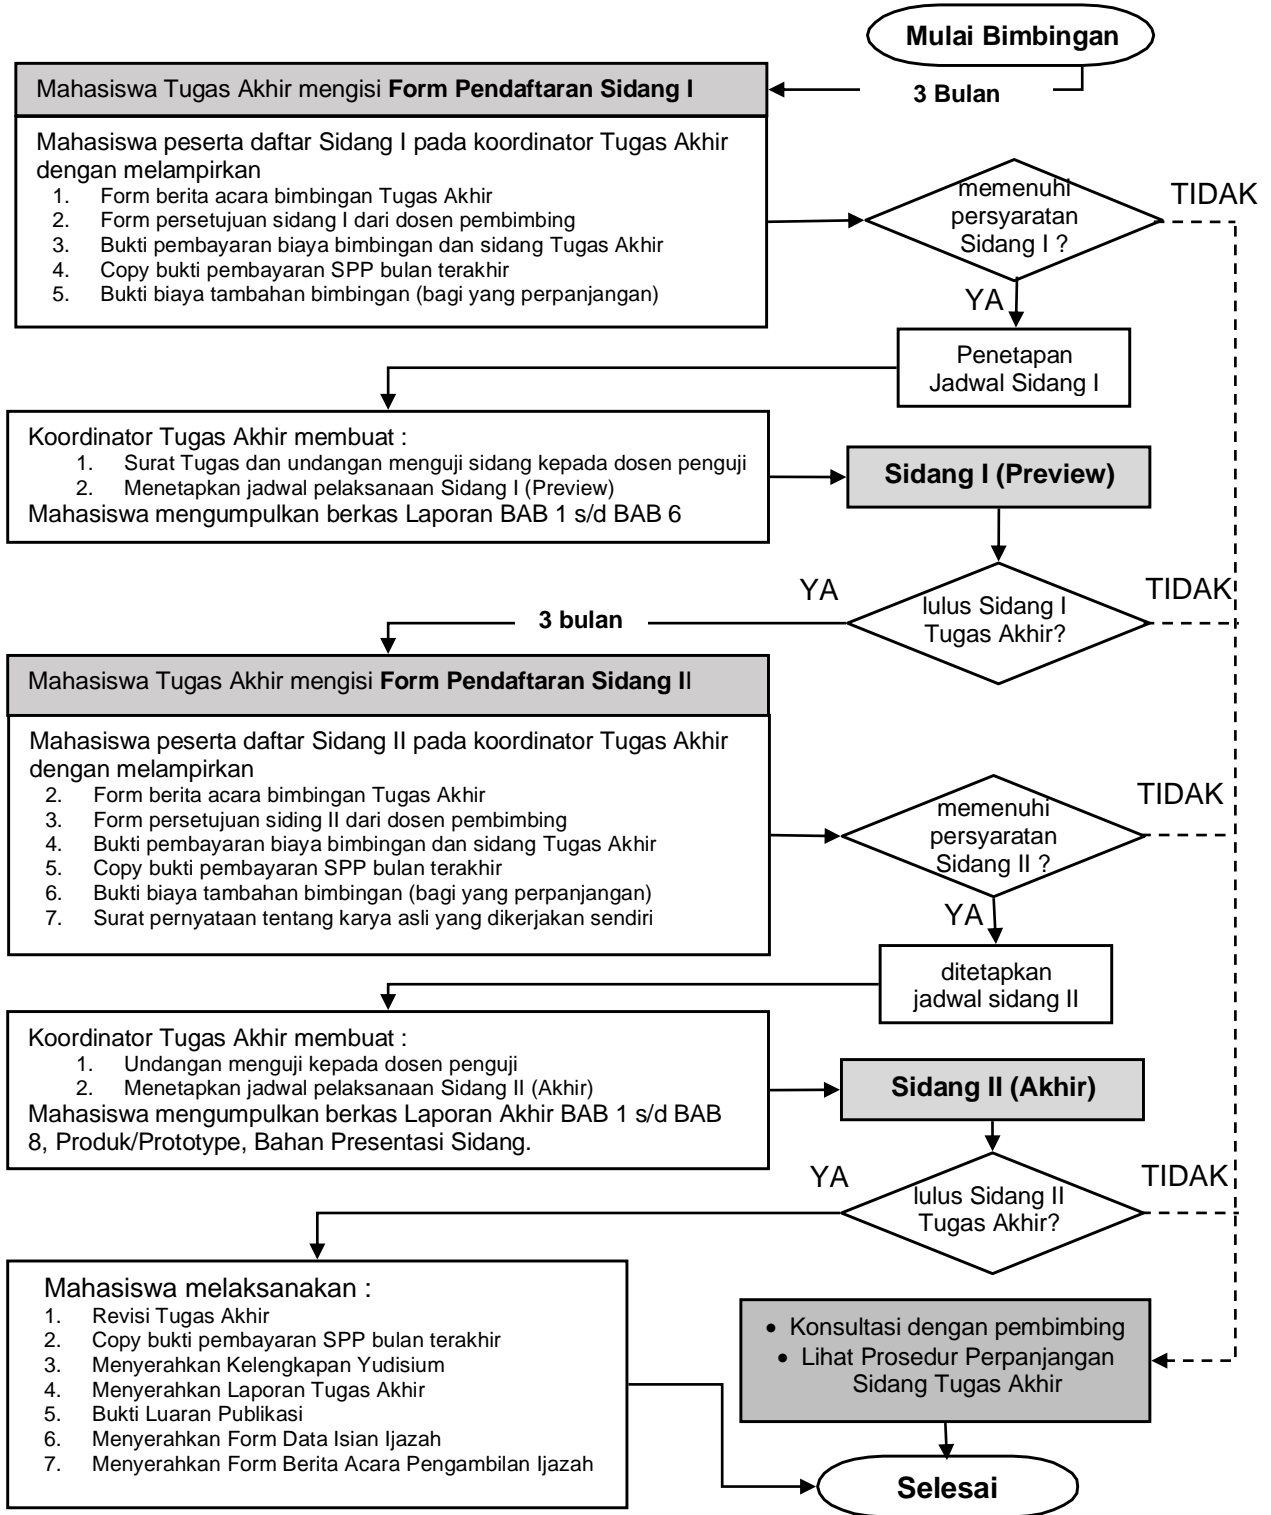 Mulai Bimbingan
3 Bulan
Mahasiswa Tugas Akhir mengisi Form Pendaftaran Sidang I
Mahasiswa peserta daftar Sidang I pada koordinator Tugas Akhir
dengan melampirkan
1. Form berita acara bimbingan Tugas Akhir
2. Form persetujuan sidang I dari dosen pembimbing
3. Bukti pembayaran biaya bimbingan dan sidang Tugas Akhir
4. Copy bukti pembayaran SPP bulan terakhir
5. Bukti biaya tambahan bimbingan (bagi yang perpanjangan)
memenuhi
persyaratan
Sidang I ?
TIDAK
YA
Penetapan
Jadwal Sidang I
Koordinator Tugas Akhir membuat :
1. Surat Tugas dan undangan menguji sidang kepada dosen penguji
2. Menetapkan jadwal pelaksanaan Sidang I (Preview)
Mahasiswa mengumpulkan berkas Laporan BAB 1 s/d BAB 6
Sidang I (Preview)
lulus Sidang I
Tugas Akhir?
YA
TIDAK
3 bulan
Mahasiswa Tugas Akhir mengisi Form Pendaftaran Sidang II
Mahasiswa peserta daftar Sidang II pada koordinator Tugas Akhir
dengan melampirkan
2. Form berita acara bimbingan Tugas Akhir
3. Form persetujuan siding II dari dosen pembimbing
4. Bukti pembayaran biaya bimbingan dan sidang Tugas Akhir
5. Copy bukti pembayaran SPP bulan terakhir
6. Bukti biaya tambahan bimbingan (bagi yang perpanjangan)
7. Surat pernyataan tentang karya asli yang dikerjakan sendiri
memenuhi
persyaratan
Sidang II ?
TIDAK
YA
ditetapkan
jadwal sidang II
Koordinator Tugas Akhir membuat :
1. Undangan menguji kepada dosen penguji
2. Menetapkan jadwal pelaksanaan Sidang II (Akhir)
Mahasiswa mengumpulkan berkas Laporan Akhir BAB 1 s/d BAB
8, Produk/Prototype, Bahan Presentasi Sidang.
Sidang II (Akhir)
lulus Sidang II
Tugas Akhir?
YA
TIDAK
Mahasiswa melaksanakan :
1. Revisi Tugas Akhir
2. Copy bukti pembayaran SPP bulan terakhir
3. Menyerahkan Kelengkapan Yudisium
4. Menyerahkan Laporan Tugas Akhir
5. Bukti Luaran Publikasi
6. Menyerahkan Form Data Isian Ijazah
7. Menyerahkan Form Berita Acara Pengambilan Ijazah
• Konsultasi dengan pembimbing
• Lihat Prosedur Perpanjangan
Sidang Tugas Akhir
Selesai